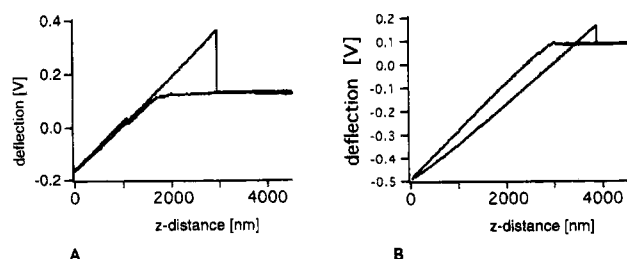 0.4
0.2
0.0
-0.2
deflection [V]
0 2000 4000
z-distance [nm]
A
0.2
0.1
0.0
-0.1
-0.2
-0.3
-0.4
-0.5
deflection [V]
0 2000 4000
z-distance [nm]
B